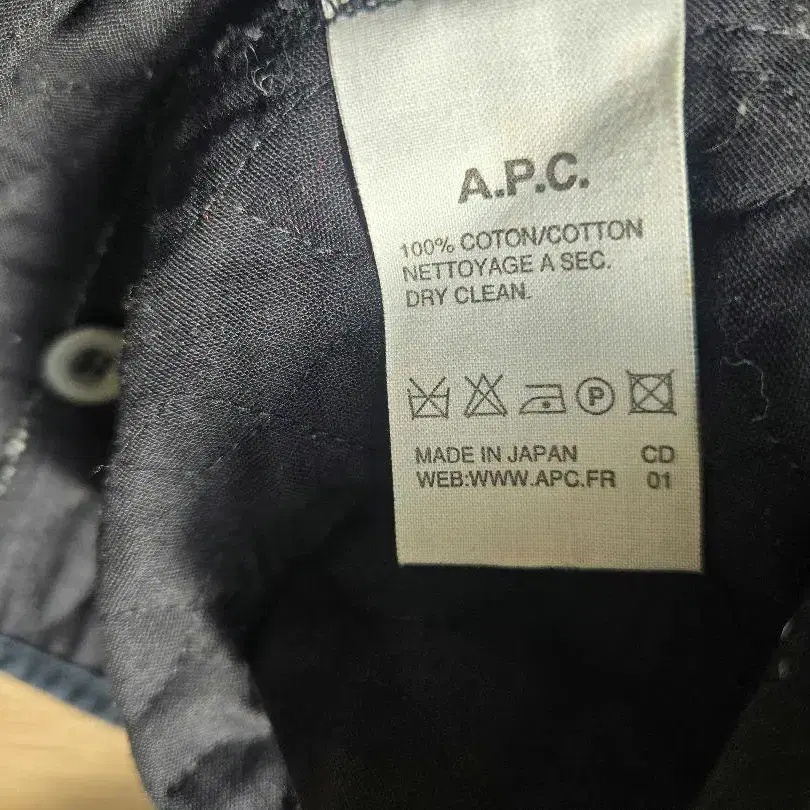 A.P.C.
100% COTON/COTTON
NETTOYAGE A SEC.
DRY CLEAN.
P
MADE IN JAPAN CD
WEB:WWW.APC.FR 01